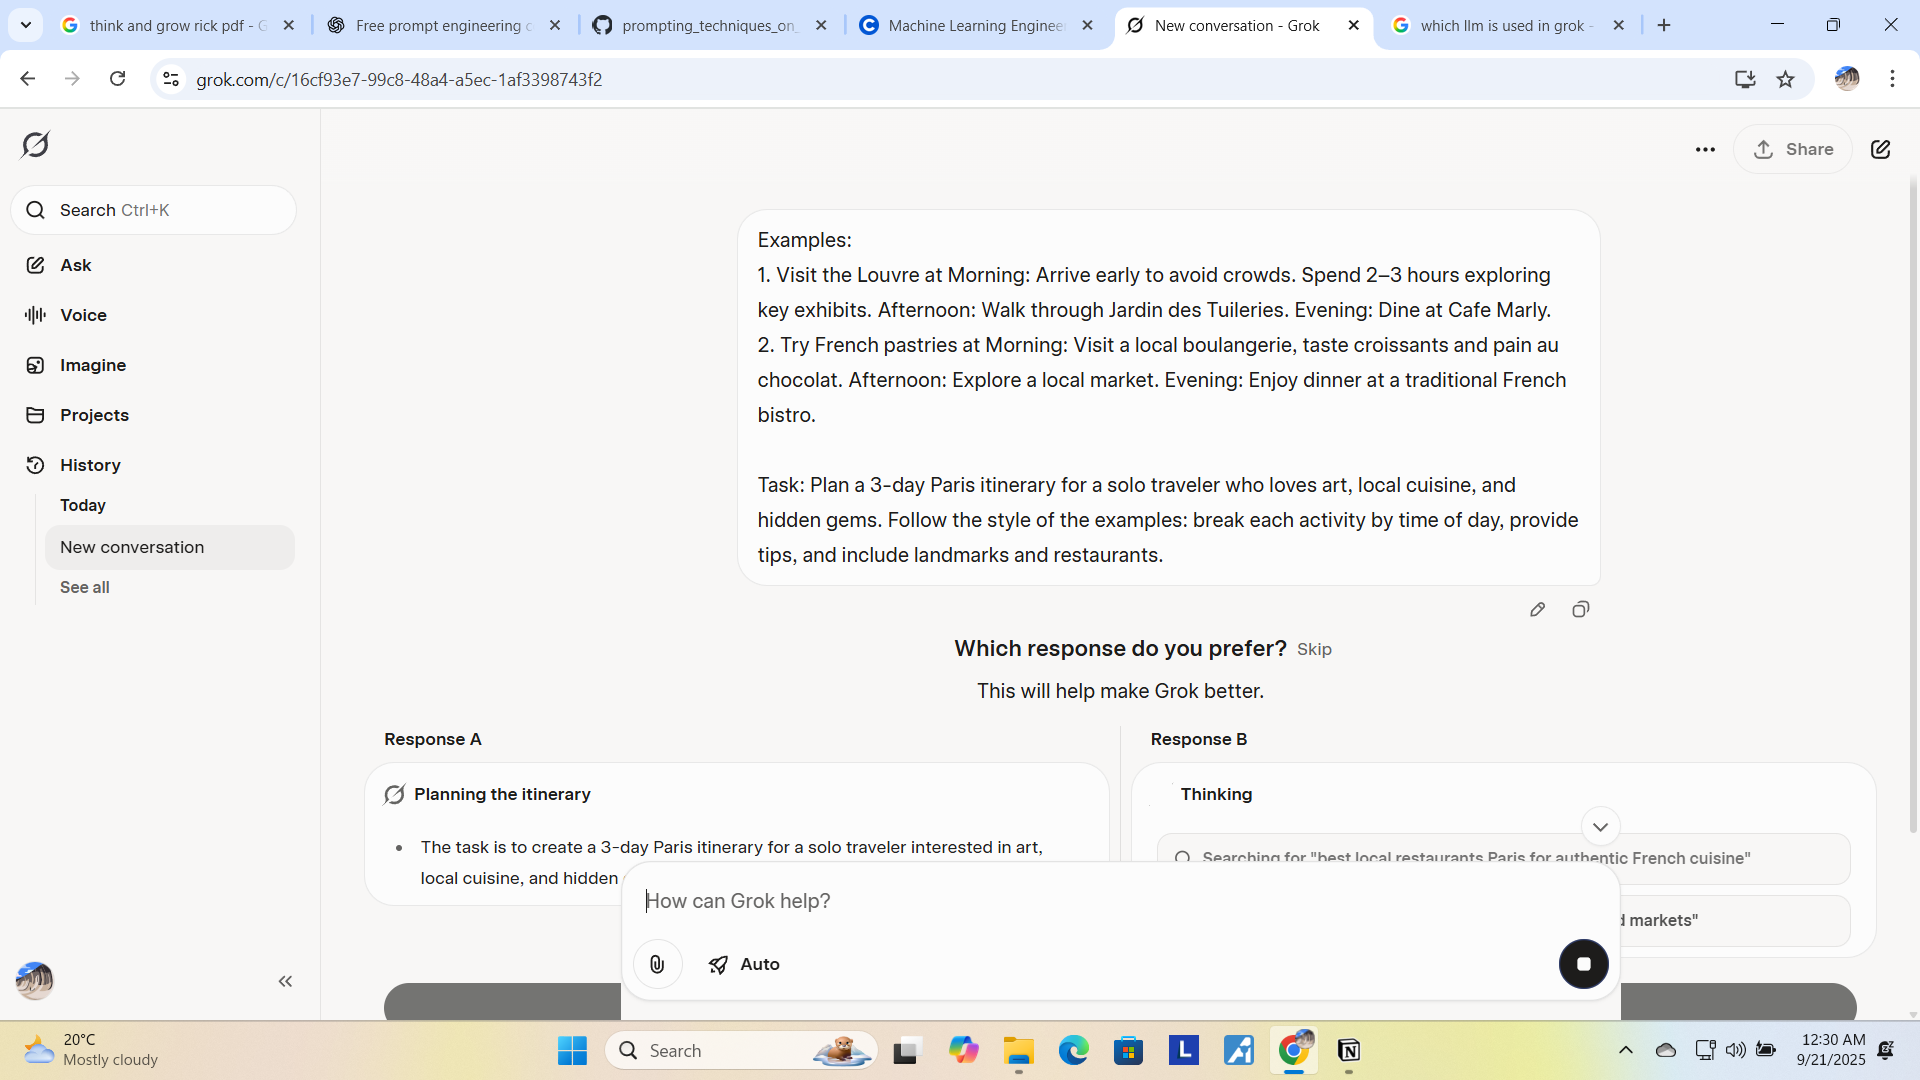 think and grow rick pdf - G
Free prompt engineering c
prompting_techniques_on_
Machine Learning Enginee
New conversation - Grok
which llm is used in grok -
grok.com/c/16cf93e7-99c8-48a4-a5ec-1af3398743f2
Share
Search Ctrl+K
Ask
Voice
Imagine
Projects
History
Today
New conversation
See all
Examples:
1. Visit the Louvre at Morning: Arrive early to avoid crowds. Spend 2–3 hours exploring
key exhibits. Afternoon: Walk through Jardin des Tuileries. Evening: Dine at Cafe Marly.
2. Try French pastries at Morning: Visit a local boulangerie, taste croissants and pain au
chocolat. Afternoon: Explore a local market. Evening: Enjoy dinner at a traditional French
bistro.
Task: Plan a 3-day Paris itinerary for a solo traveler who loves art, local cuisine, and
hidden gems. Follow the style of the examples: break each activity by time of day, provide
tips, and include landmarks and restaurants.
Which response do you prefer? Skip
This will help make Grok better.
Response A
Planning the itinerary
• The task is to create a 3-day Paris itinerary for a solo traveler interested in art,
local cuisine, and hidden
Response B
Thinking
Searching for "best local restaurants Paris for authentic French cuisine"
d markets"
How can Grok help?
Auto
20°C
Mostly cloudy
Search
L
12:30 AM
9/21/2025